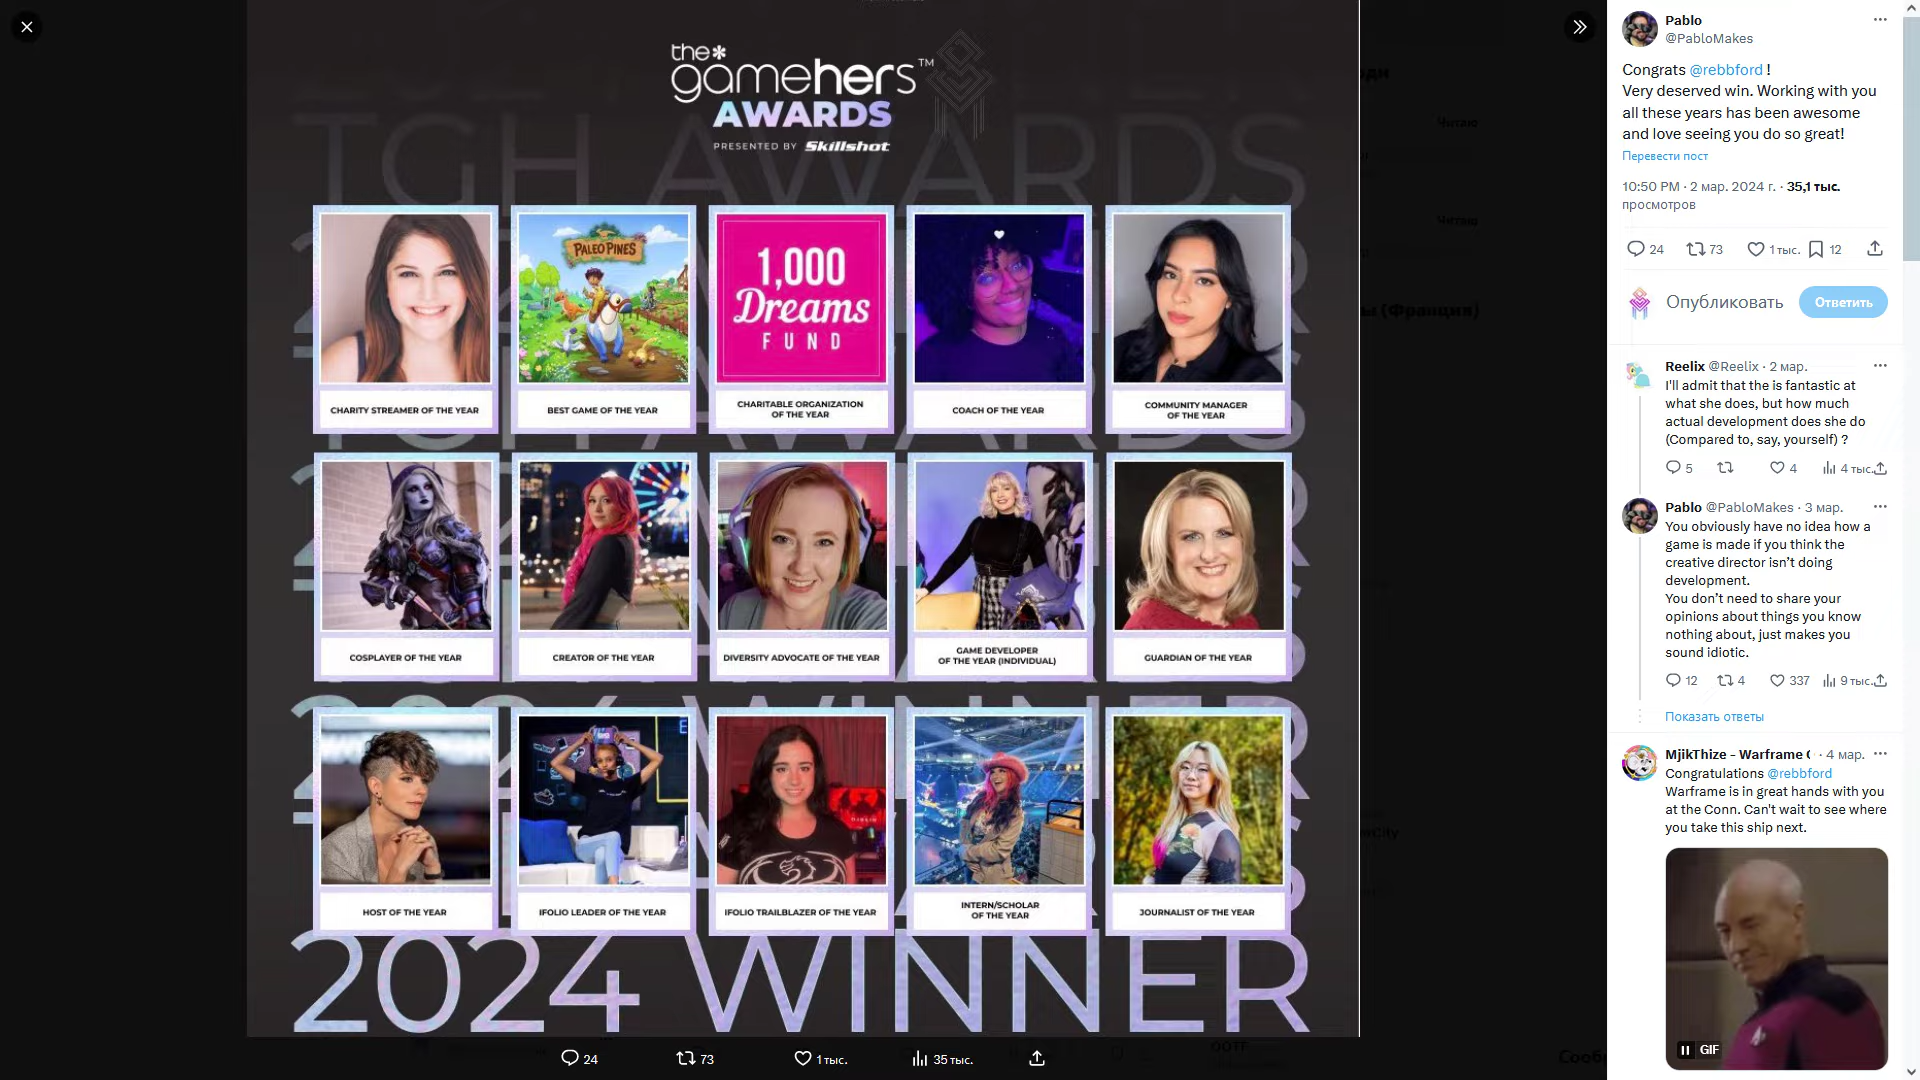 the*
gamehers™
AWARDS
PRESENTED BY Skillshot
TGH AWARDS
PALEO PINES
1,000
Dreams
FUND
CHARITY STREAMER OF THE YEAR
BEST GAME OF THE YEAR
CHARITABLE ORGANIZATION
OF THE YEAR
COACH OF THE YEAR
COMMUNITY MANAGER
OF THE YEAR
COSPLAYER OF THE YEAR
CREATOR OF THE YEAR
DIVERSITY ADVOCATE OF THE YEAR
GAME DEVELOPER
OF THE YEAR (INDIVIDUAL)
GUARDIAN OF THE YEAR
HOST OF THE YEAR
IFOLIO LEADER OF THE YEAR
IFOLIO TRAILBLAZER OF THE YEAR
INTERN/SCHOLAR
OF THE YEAR
JOURNALIST OF THE YEAR
2024 WINNER
24
73
1 тыс.
35 тыс.
Читаю
Читаю
ы (Франция)
Pablo
@PabloMakes
Congrats @rebbford !
Very deserved win. Working with you
all these years has been awesome
and love seeing you do so great!
Перевести пост
10:50 PM · 2 мар. 2024 г. · 35,1 тыс.
просмотров
24
73
1 тыс.
12
Опубликовать
Ответить
Reelix @Reelix · 2 мар.
I'll admit that the is fantastic at
what she does, but how much
actual development does she do
(Compared to, say, yourself) ?
5
4
4 тыс.
Pablo @PabloMakes · 3 мар.
You obviously have no idea how a
game is made if you think the
creative director isn't doing
development.
You don't need to share your
opinions about things you know
nothing about, just makes you
sound idiotic.
12
4
337
9 тыс.
Показать ответы
MjikThize - Warframe C · 4 мар.
Congratulations @rebbford
Warframe is in great hands with you
at the Conn. Can't wait to see where
you take this ship next.
GIF